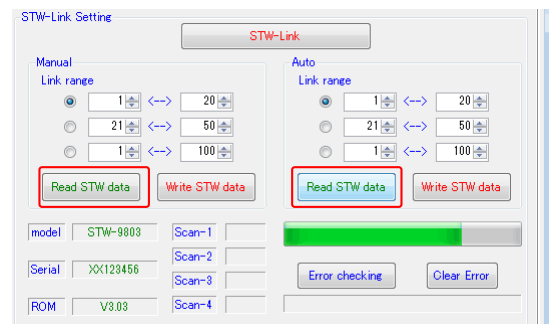 STW-Link Setting
STW-Link
Manual
Link range
1 <--> 20
21 <--> 50
1 <--> 100
Read STW data Write STW data
Auto
Link range
1 <--> 20
21 <--> 50
1 <--> 100
Read STW data Write STW data
model STW-9803 Scan-1
Scan-2
Serial XX123456
Scan-3
ROM V3.03 Scan-4
Error checking Clear Error